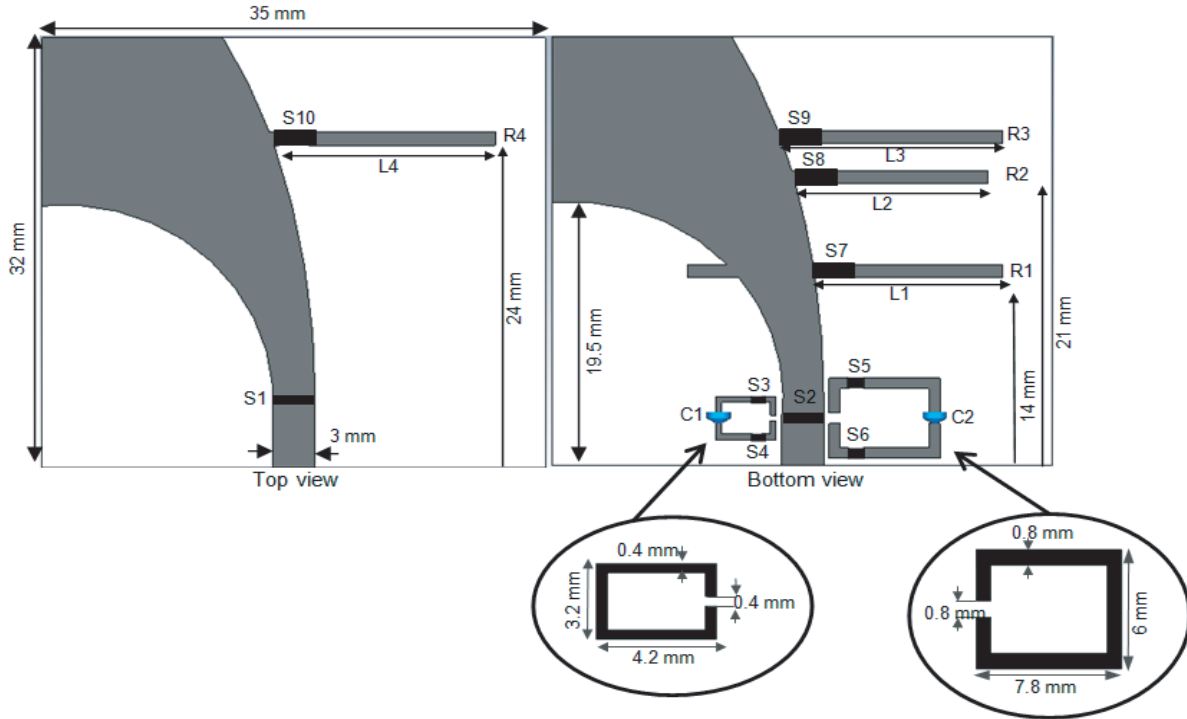 35 mm
S10
R4
L4
32 mm
24 mm
S1
3 mm
Top view
S9
R3
L3
S8
R2
L2
S7
R1
L1
19.5 mm
21 mm
14 mm
S3
S2
S5
C1
C2
S4
S6
Bottom view
0.4 mm
3.2 mm
0.4 mm
4.2 mm
0.8 mm
0.8 mm
6 mm
7.8 mm